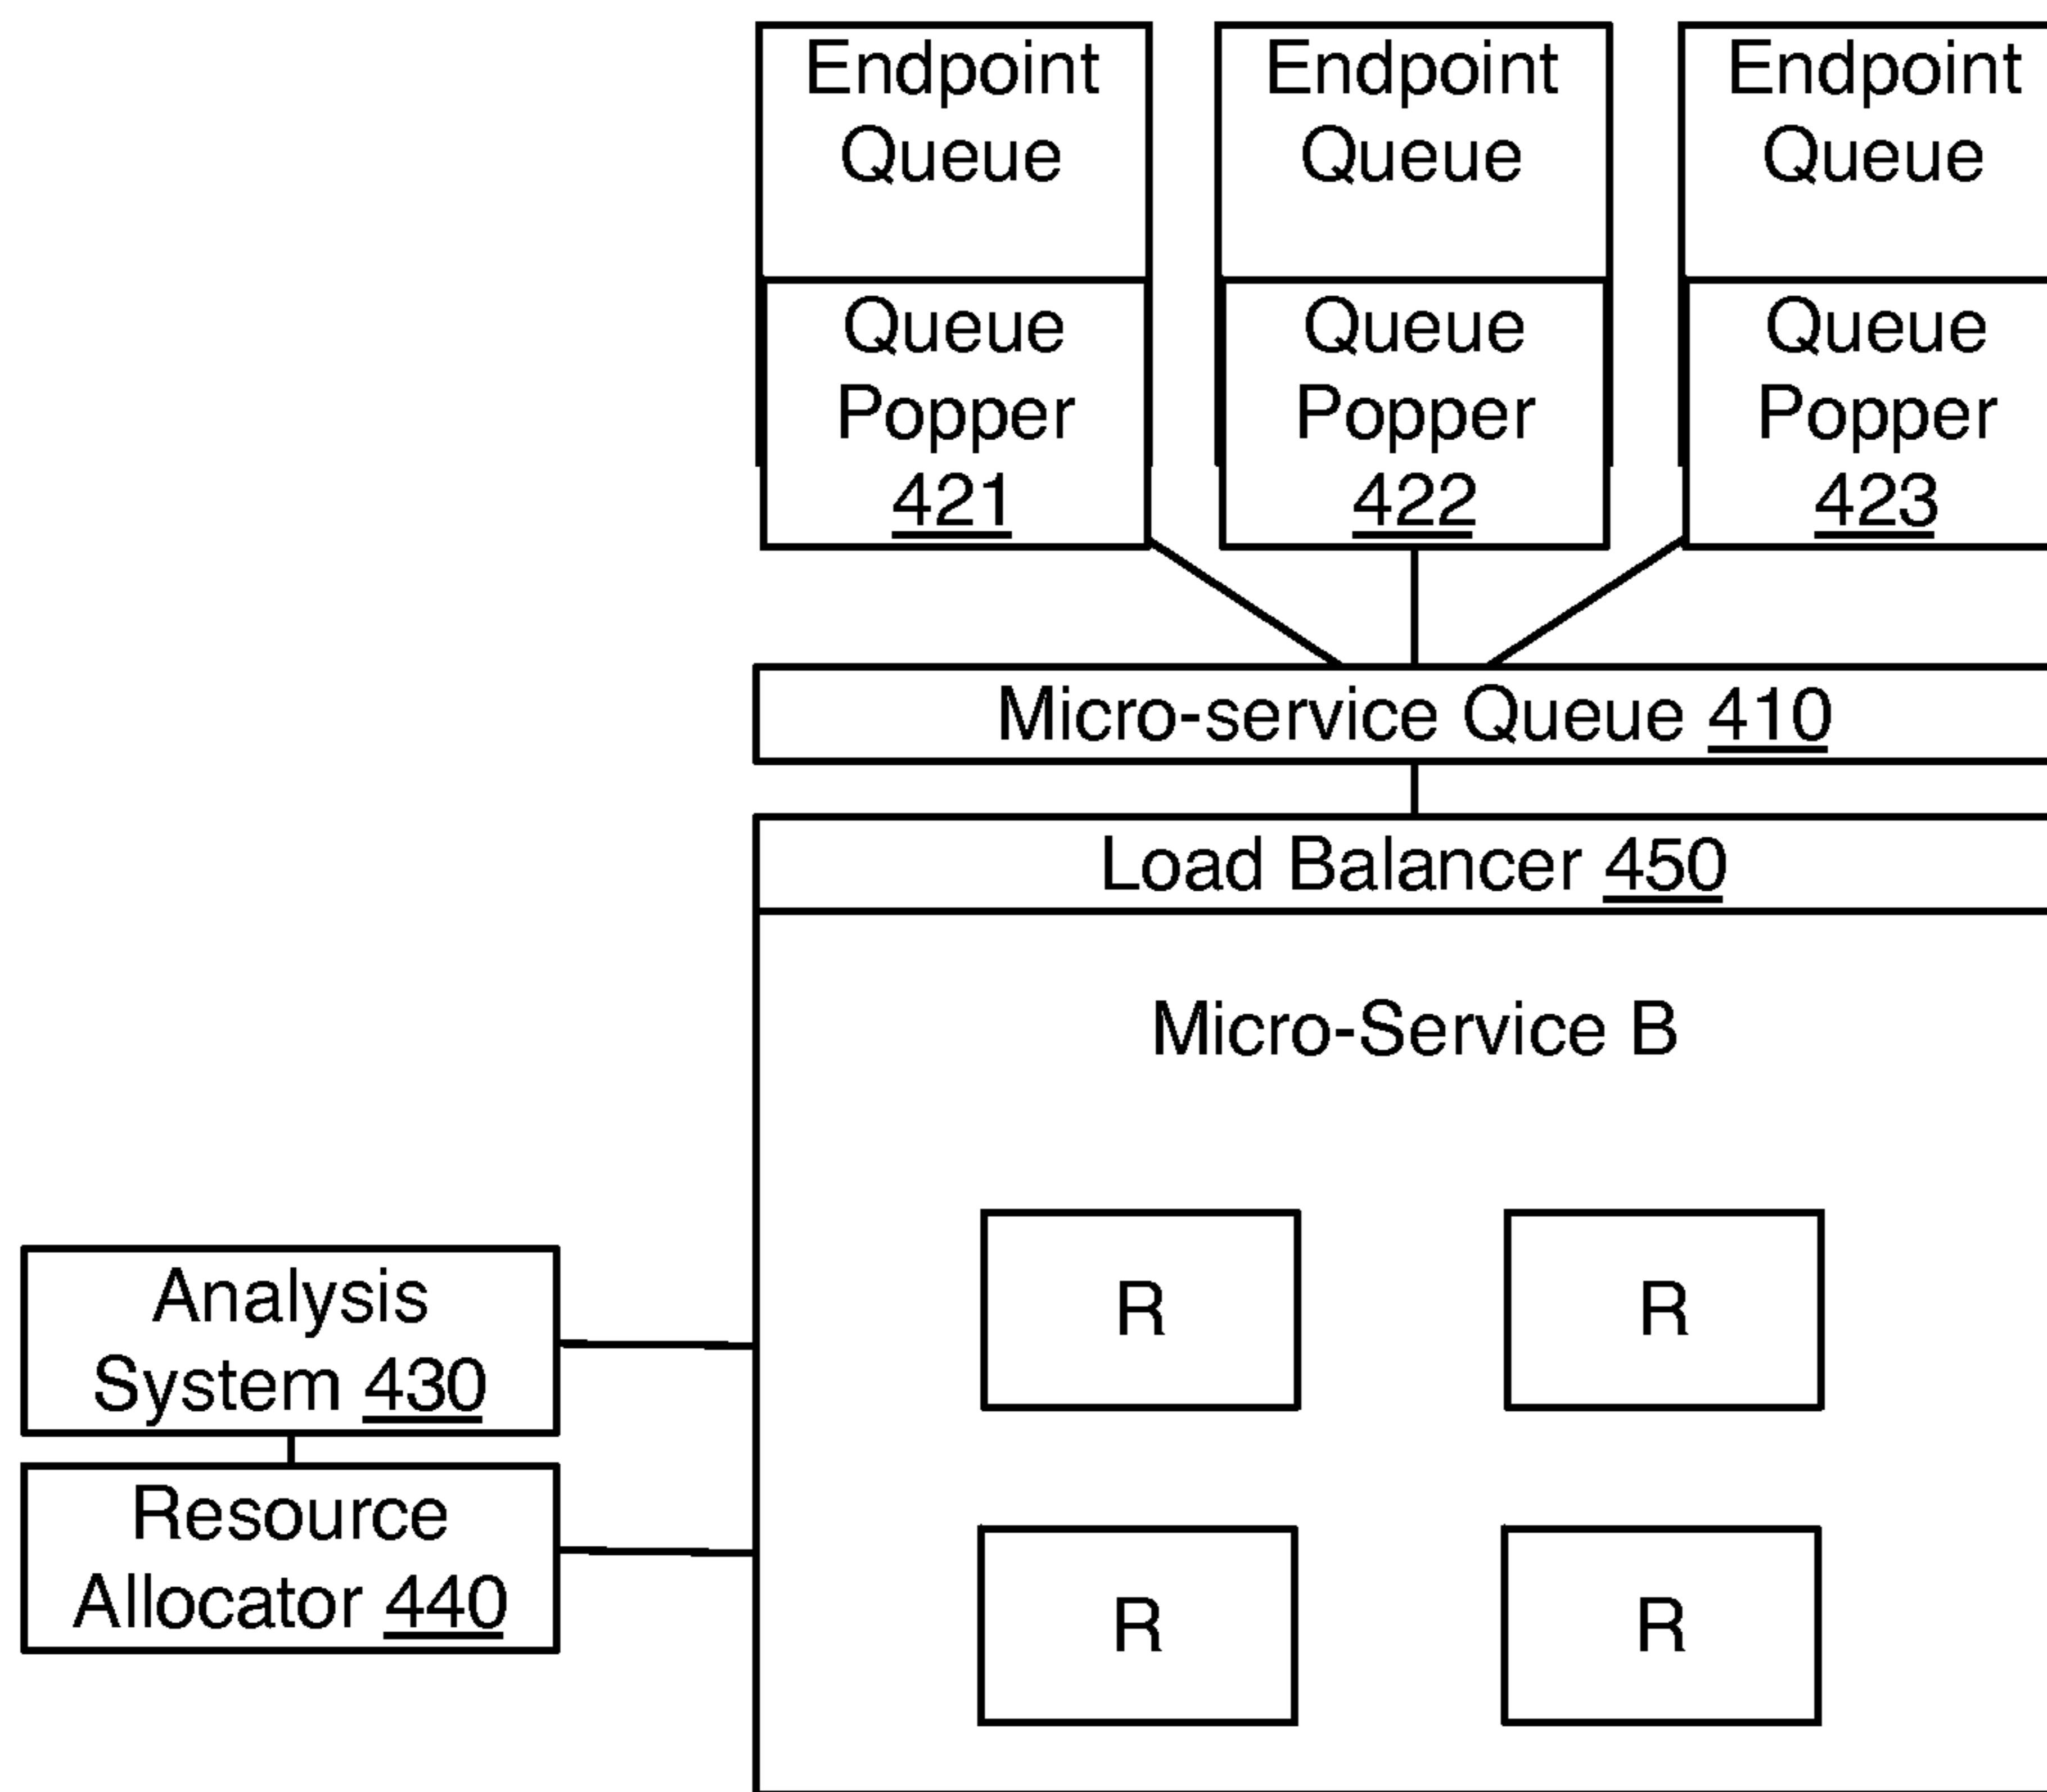 Endpoint
Queue
Endpoint
Queue
Endpoint
Queue
Queue
Popper
421
Queue
Popper
422
Queue
Popper
423
Micro-service Queue 410
Load Balancer 450
Micro-Service B
R
R
Analysis
System 430
Resource
Allocator 440
R
R